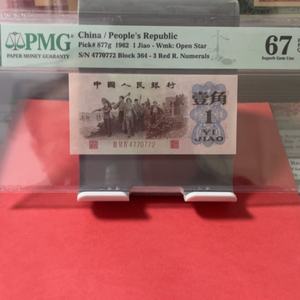 PMG
PAPER MONEY GUARANTY
China / People's Republic
Pick# 877g 1962 1 Jiao - Wmk: Open Star
S/N 4770772 Block 364 - 3 Red R. Numerals
67
中国人民银行
壹角
1
YI
JIAO
4770772